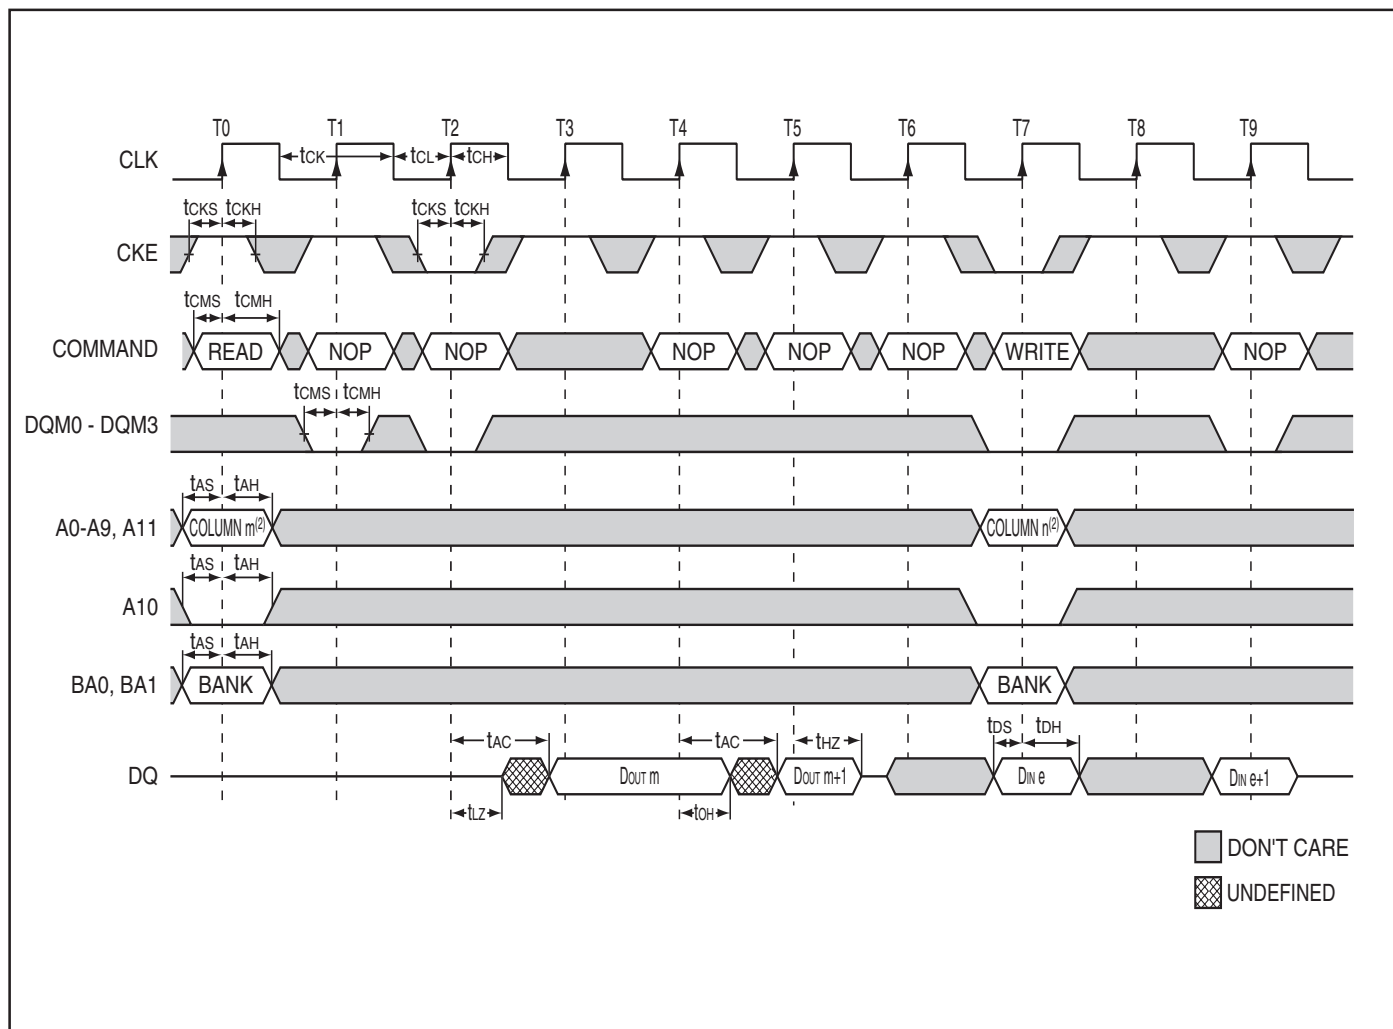 T0 T1 T2 T3 T4 T5 T6 T7 T8 T9
CLK tCK tCL tCH
tCKS tCKH tCKS tCKH
CKE
tCMS tCMH
COMMAND READ NOP NOP NOP NOP NOP WRITE NOP
tCMS tCMH
DQM0 - DQM3
tAS tAH
A0-A9, A11 COLUMN m(2) COLUMN n(2)
tAS tAH
A10
tAS tAH
BA0, BA1 BANK BANK
tAC tAC tHZ tDS tDH
DQ DOUT m DOUT m+1 DIN e DIN e+1
tLZ tOH
DON'T CARE
UNDEFINED